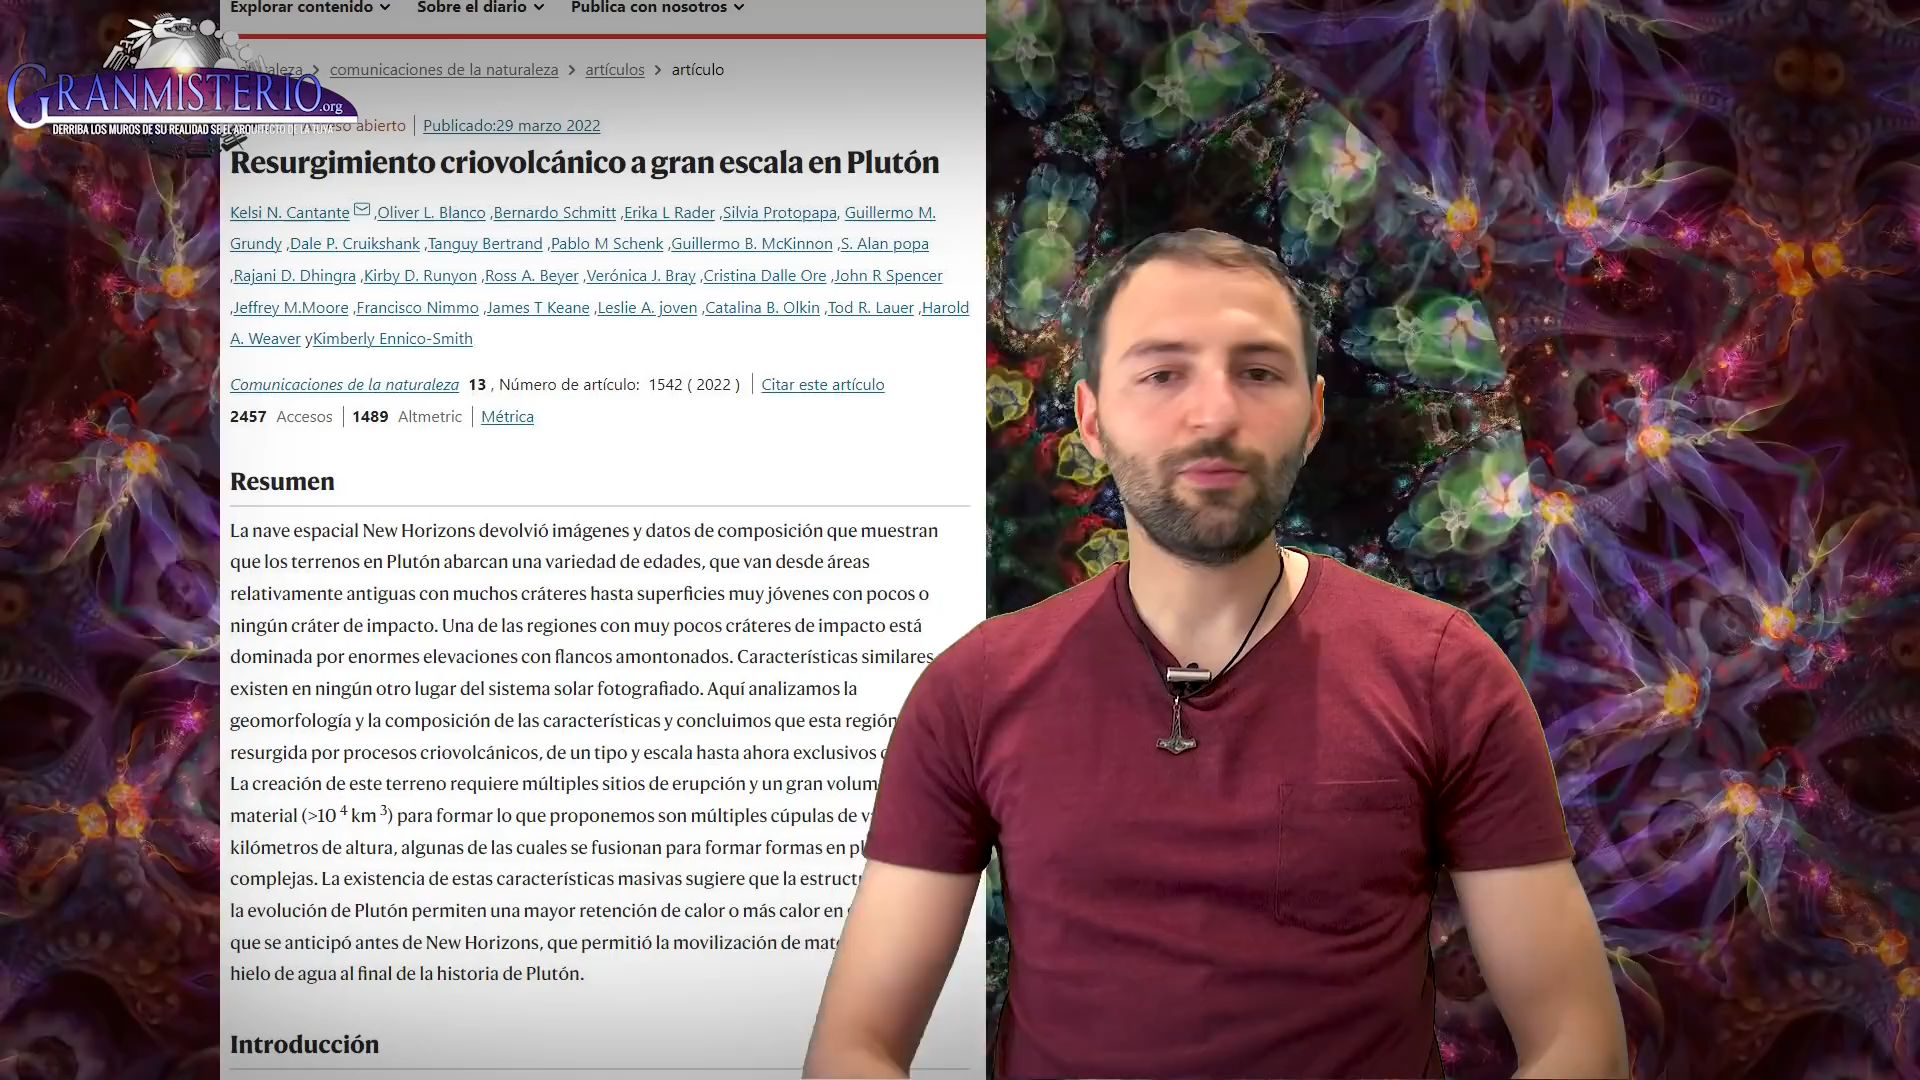 Explorar contenido Sobre el diario Publica con nosotros
GRANMISTERIO.org
DERRIBA LOS MUROS DE SU REALIDAD SE EL ARQUITECTO DE LA TUYA
comunicaciones de la naturaleza > artículos > artículo
abierto | Publicado:29 marzo 2022
Resurgimiento criovolcánico a gran escala en Plutón
Kelsi N. Cantante ,Oliver L. Blanco ,Bernardo Schmitt ,Erika L Rader ,Silvia Protopapa, Guillermo M.
Grundy ,Dale P. Cruikshank ,Tanguy Bertrand ,Pablo M Schenk ,Guillermo B. McKinnon ,S. Alan popa
,Rajani D. Dhingra ,Kirby D. Runyon ,Ross A. Beyer ,Verónica J. Bray ,Cristina Dalle Ore ,John R Spencer
,Jeffrey M.Moore ,Francisco Nimmo ,James T Keane ,Leslie A. joven ,Catalina B. Olkin ,Tod R. Lauer ,Harold
A. Weaver yKimberly Ennico-Smith
Comunicaciones de la naturaleza 13 , Número de artículo: 1542 ( 2022 ) | Citar este artículo
2457 Accesos | 1489 Altmetric | Métrica
Resumen
La nave espacial New Horizons devolvió imágenes y datos de composición que muestran
que los terrenos en Plutón abarcan una variedad de edades, que van desde áreas
relativamente antiguas con muchos cráteres hasta superficies muy jóvenes con pocos o
ningún cráter de impacto. Una de las regiones con muy pocos cráteres de impacto está
dominada por enormes elevaciones con flancos amontonados. Características similares
existen en ningún otro lugar del sistema solar fotografiado. Aquí analizamos la
geomorfología y la composición de las características y concluimos que esta región
resurgida por procesos criovolcánicos, de un tipo y escala hasta ahora exclusivos
La creación de este terreno requiere múltiples sitios de erupción y un gran
material (>10 4 km 3) para formar lo que proponemos son múltiples cúpulas de
kilómetros de altura, algunas de las cuales se fusionan para formar formas en
complejas. La existencia de estas características masivas sugiere que la
la evolución de Plutón permiten una mayor retención de calor o más calor en
que se anticipó antes de New Horizons, que permitió la movilización de
hielo de agua al final de la historia de Plutón.
Introducción